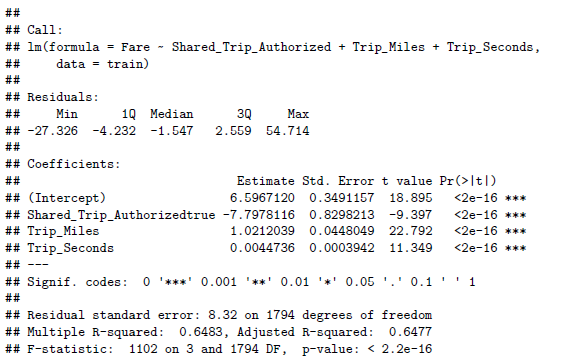 ##
## Call:
## lm(formula = Fare ~ Shared_Trip_Authorized + Trip_Miles + Trip_Seconds,
##     data = train)
##
## Residuals:
##     Min      1Q  Median      3Q     Max
## -27.326  -4.232  -1.547   2.559  54.714
##
## Coefficients:
##                              Estimate Std. Error t value Pr(>|t|)
## (Intercept)                 6.5967120  0.3491157  18.895   <2e-16 ***
## Shared_Trip_Authorizedtrue -7.7978116  0.8298213  -9.397   <2e-16 ***
## Trip_Miles                  1.0212039  0.0448049  22.792   <2e-16 ***
## Trip_Seconds                0.0044736  0.0003942  11.349   <2e-16 ***
## ---
## Signif. codes:  0 '***' 0.001 '**' 0.01 '*' 0.05 '.' 0.1 ' ' 1
##
## Residual standard error: 8.32 on 1794 degrees of freedom
## Multiple R-squared:  0.6483, Adjusted R-squared:  0.6477
## F-statistic:  1102 on 3 and 1794 DF,  p-value: < 2.2e-16